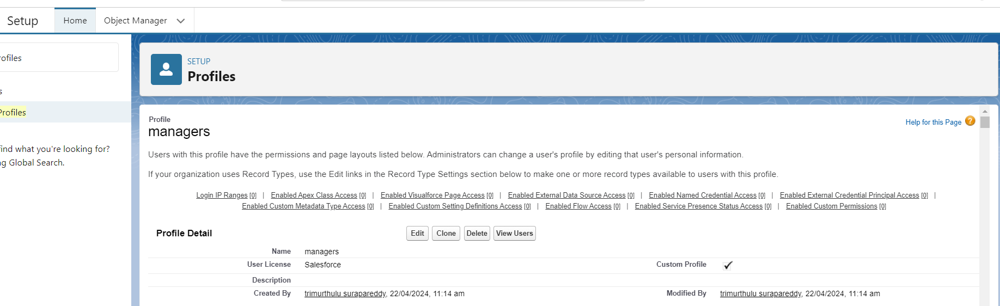 Setup Home Object Manager
rofiles
SETUP
Profiles
s
Profiles
find what you're looking for?
ng Global Search.
Profile
managers
Help for this Page
Users with this profile have the permissions and page layouts listed below. Administrators can change a user's profile by editing that user's personal information.
If your organization uses Record Types, use the Edit links in the Record Type Settings section below to make one or more record types available to users with this profile.
Login IP Ranges [0] | Enabled Apex Class Access [0] | Enabled Visualforce Page Access [0] | Enabled External Data Source Access [0] | Enabled Named Credential Access [0] | Enabled External Credential Principal Access [0] |
Enabled Custom Metadata Type Access [0] | Enabled Custom Setting Definitions Access [0] | Enabled Flow Access [0] | Enabled Service Presence Status Access [0] | Enabled Custom Permissions [0]
Profile Detail Edit Clone Delete View Users
Name managers
User License Salesforce Custom Profile
Description
Created By trimurthulu surapareddy, 22/04/2024, 11:14 am Modified By trimurthulu surapareddy, 22/04/2024, 11:14 am